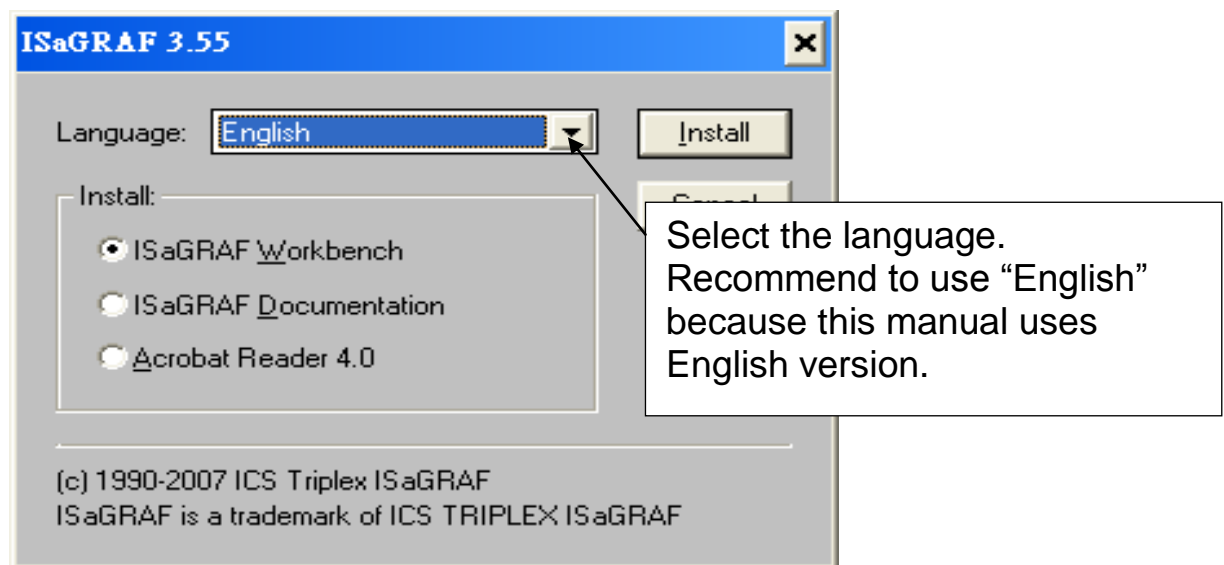 ISaGRAF 3.55
Language: English Install
Install:
ISaGRAF Workbench
ISaGRAF Documentation
Acrobat Reader 4.0
Select the language.
Recommend to use “English”
because this manual uses
English version.
(c) 1990-2007 ICS Triplex ISaGRAF
ISaGRAF is a trademark of ICS TRIPLEX ISaGRAF